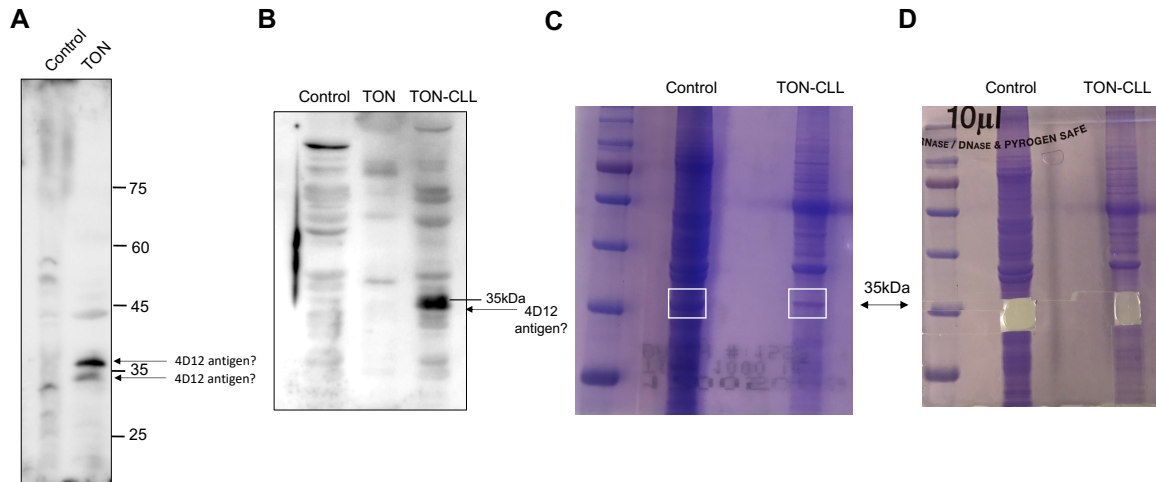 A
Control
TON
75
60
45
4D12 antigen?
35
4D12 antigen?
25
B
Control TON TON-CLL
35kDa
4D12
antigen?
C
Control TON-CLL
35kDa
D
Control TON-CLL
10µl
RNASE / DNASE & PYROGEN SAFE